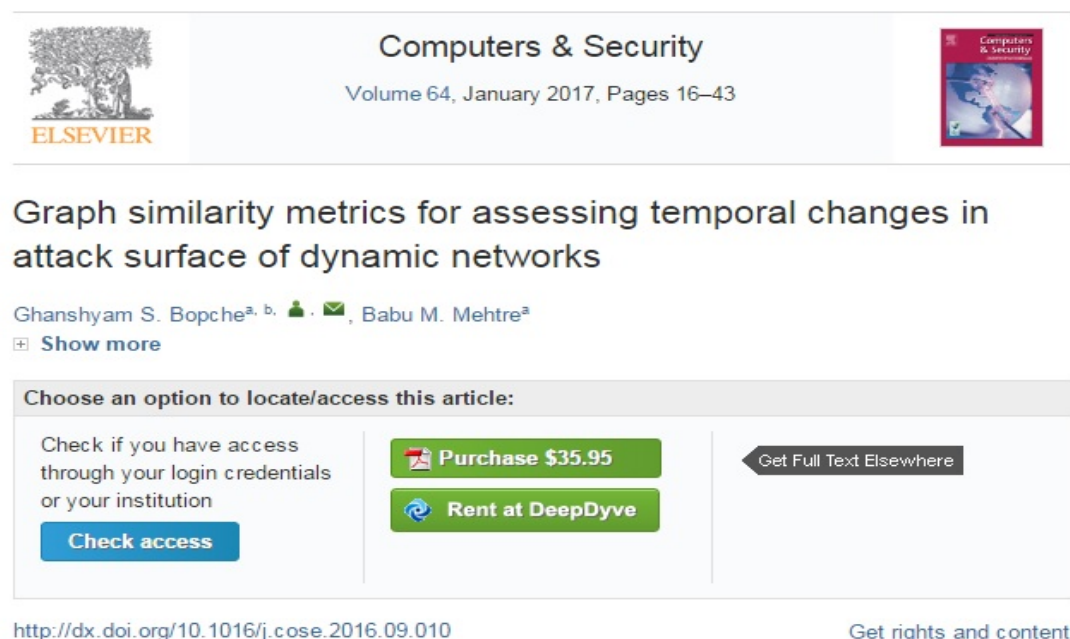 ELSEVIER
Computers & Security
Volume 64, January 2017, Pages 16–43
Computers
& Security
Graph similarity metrics for assessing temporal changes in
attack surface of dynamic networks
Ghanshyam S. Bopche a, b, , Babu M. Mehtre a
Show more
Choose an option to locate/access this article:
Check if you have access
through your login credentials
or your institution
Check access
Purchase $35.95
Rent at DeepDyve
Get Full Text Elsewhere
http://dx.doi.org/10.1016/j.cose.2016.09.010
Get rights and content